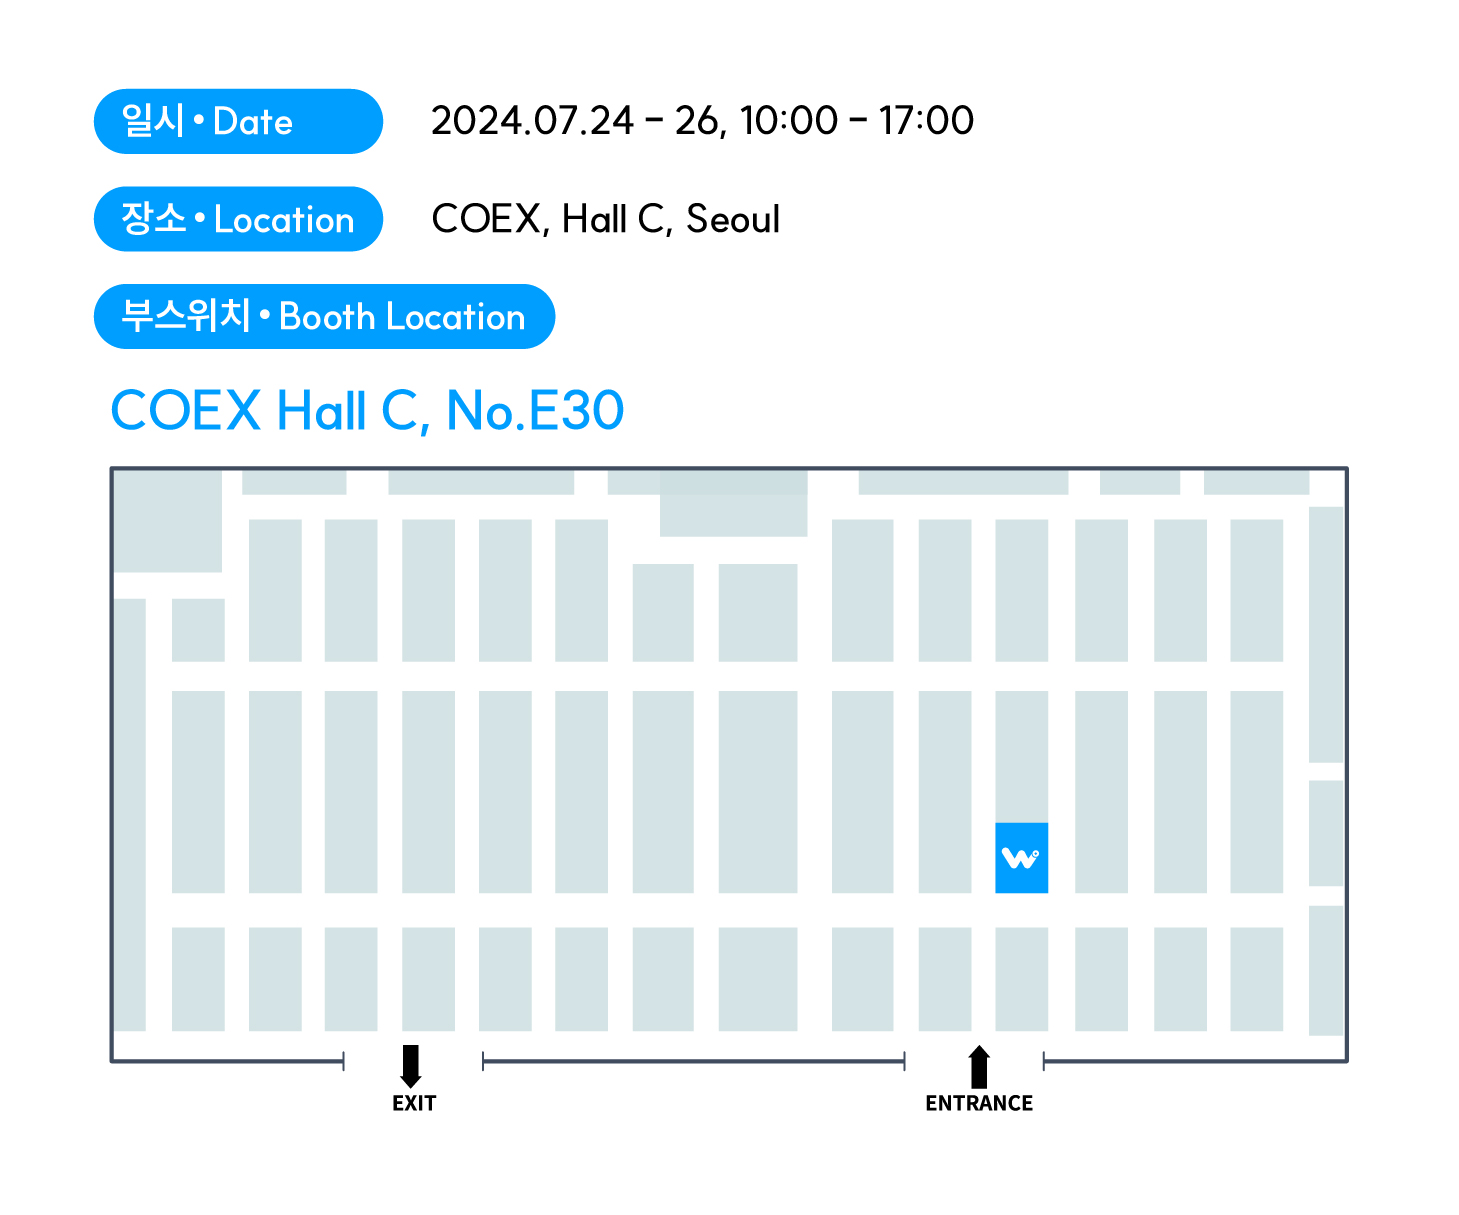 일시 • Date
2024.07.24 – 26, 10:00 – 17:00
장소 • Location
COEX, Hall C, Seoul
부스위치 • Booth Location
COEX Hall C, No.E30
W
EXIT
ENTRANCE